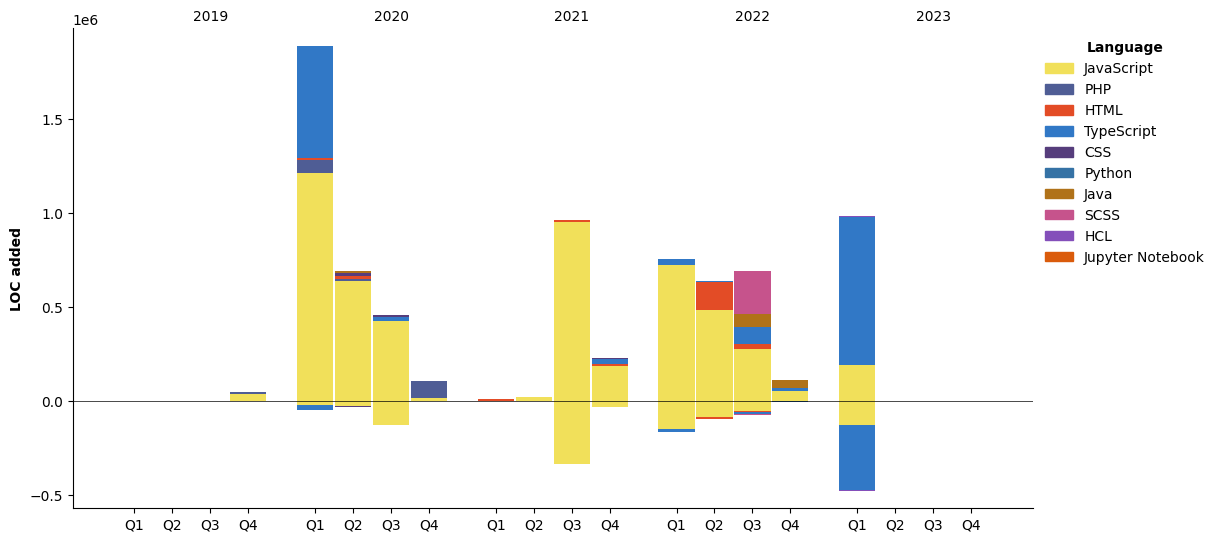 2019 2020 2021 2022 2023
1e6
Language
JavaScript
PHP
HTML
TypeScript
CSS
Python
Java
SCSS
HCL
Jupyter Notebook
LOC added
1.5
1.0
0.5
0.0
−0.5
Q1 Q2 Q3 Q4 Q1 Q2 Q3 Q4 Q1 Q2 Q3 Q4 Q1 Q2 Q3 Q4 Q1 Q2 Q3 Q4